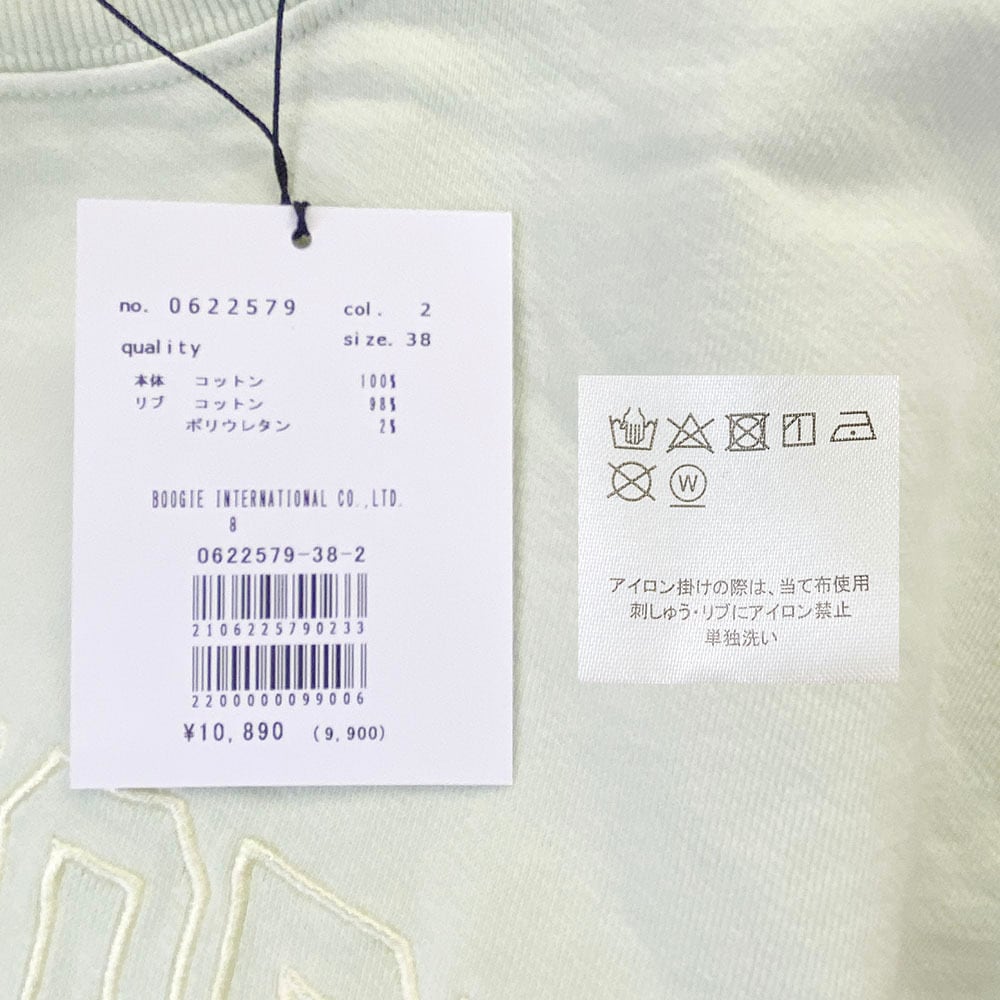 no. 0622579 col. 2
size. 38
quality
本体 コットン 100%
リブ コットン 98%
ポリウレタン 2%
BOOGIE INTERNATIONAL CO.,LTD.
8
0622579-38-2
2106225790233
2200000099006
¥10,890 (9,900)
W
アイロン掛けの際は、当て布使用
刺しゅう・リブにアイロン禁止
単独洗い